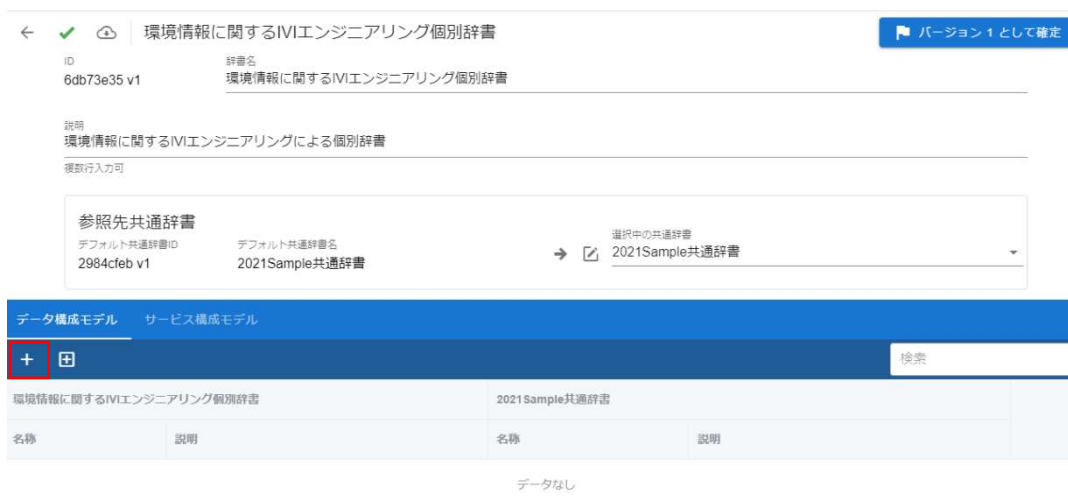 環境情報に関するIVIエンジニアリング個別辞書
バージョン 1 として確定
ID
辞書名
6db73e35 v1
環境情報に関するIVIエンジニアリング個別辞書
説明
環境情報に関するIVIエンジニアリングによる個別辞書
複数行入力可
参照先共通辞書
デフォルト共通辞書ID
デフォルト共通辞書名
選択中の共通辞書
2984cfeb v1
2021Sample共通辞書
2021Sample共通辞書
データ構成モデル
サービス構成モデル
検索
環境情報に関するIVIエンジニアリング個別辞書
2021Sample共通辞書
名称
説明
名称
説明
データなし